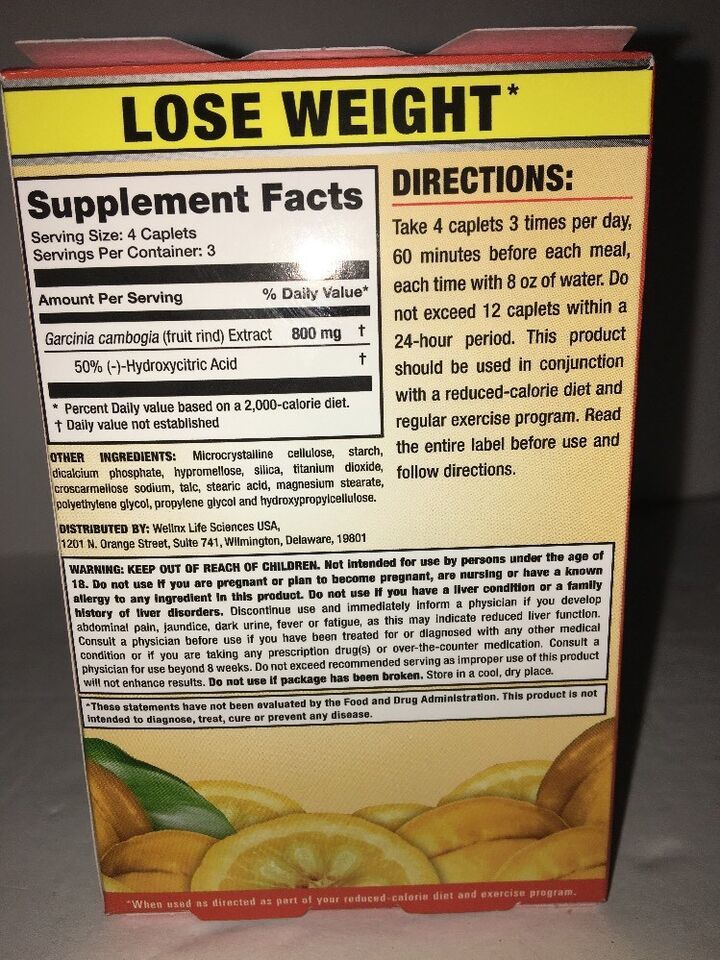 LOSE WEIGHT*
Supplement Facts
Serving Size: 4 Caplets
Servings Per Container: 3
Amount Per Serving % Daily Value*
Garcinia cambogia (fruit rind) Extract 800 mg †
50% (-)-Hydroxycitric Acid †
* Percent Daily value based on a 2,000-calorie diet.
† Daily value not established
OTHER INGREDIENTS: Microcrystalline cellulose, starch,
dicalcium phosphate, hypromellose, silica, titanium dioxide,
croscarmellose sodium, talc, stearic acid, magnesium stearate,
polyethylene glycol, propylene glycol and hydroxypropylcellulose.
DISTRIBUTED BY: Wellnx Life Sciences USA,
1201 N. Orange Street, Suite 741, Wilmington, Delaware, 19801
DIRECTIONS:
Take 4 caplets 3 times per day,
60 minutes before each meal,
each time with 8 oz of water. Do
not exceed 12 caplets within a
24-hour period. This product
should be used in conjunction
with a reduced-calorie diet and
regular exercise program. Read
the entire label before use and
follow directions.
WARNING: KEEP OUT OF REACH OF CHILDREN. Not intended for use by persons under the age of
18. Do not use if you are pregnant or plan to become pregnant, are nursing or have a known
allergy to any ingredient in this product. Do not use if you have a liver condition or a family
history of liver disorders. Discontinue use and immediately inform a physician if you develop
abdominal pain, jaundice, dark urine, fever or fatigue, as this may indicate reduced liver function.
Consult a physician before use if you have been treated for or diagnosed with any other medical
condition or if you are taking any prescription drug(s) or over-the-counter medication. Consult a
physician for use beyond 8 weeks. Do not exceed recommended serving as improper use of this product
will not enhance results. Do not use if package has been broken. Store in a cool, dry place.
*These statements have not been evaluated by the Food and Drug Administration. This product is not
intended to diagnose, treat, cure or prevent any disease.
*When used as directed as part of your reduced-calorie diet and exercise program.